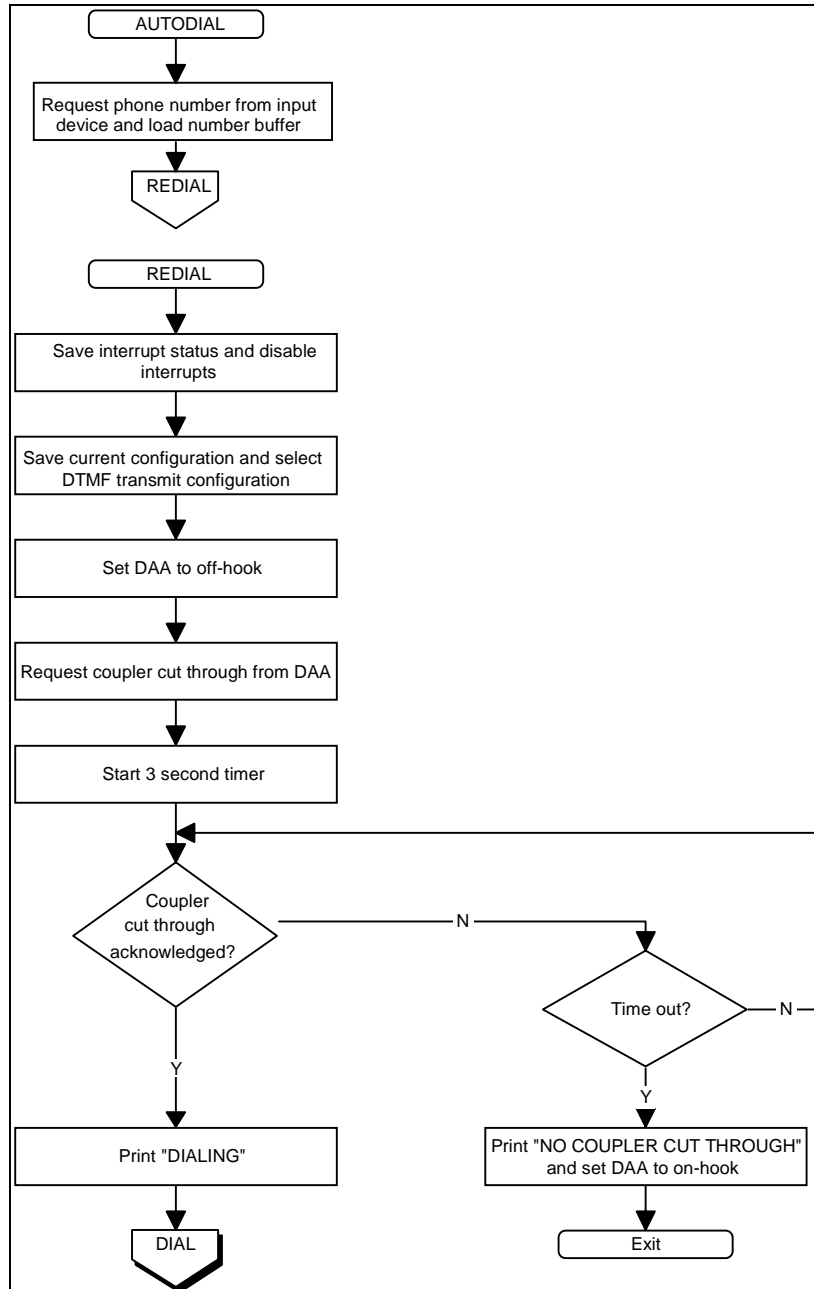 AUTODIAL
Request phone number from input
device and load number buffer
REDIAL
REDIAL
Save interrupt status and disable
interrupts
Save current configuration and select
DTMF transmit configuration
Set DAA to off-hook
Request coupler cut through from DAA
Start 3 second timer
Coupler
cut through
acknowledged?
N
Time out?
N
Y
Y
Print "DIALING"
Print "NO COUPLER CUT THROUGH"
and set DAA to on-hook
DIAL
Exit